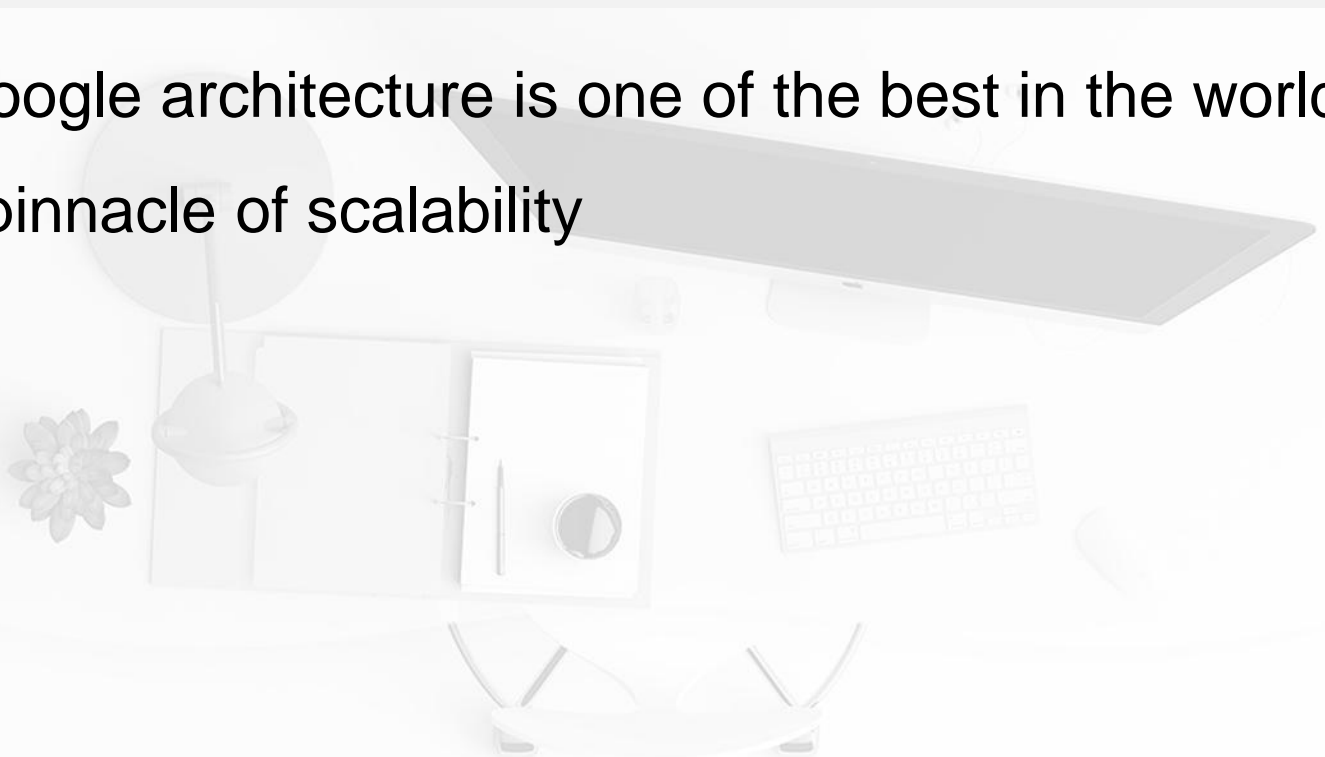 oogle architecture is one of the best in the world
pinnacle of scalability